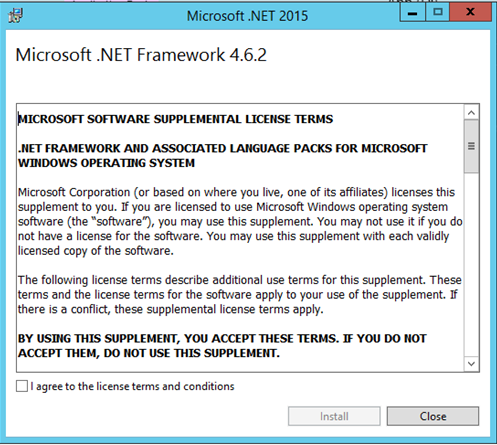 Microsoft .NET 2015
Microsoft .NET Framework 4.6.2
MICROSOFT SOFTWARE SUPPLEMENTAL LICENSE TERMS
.NET FRAMEWORK AND ASSOCIATED LANGUAGE PACKS FOR MICROSOFT
WINDOWS OPERATING SYSTEM
Microsoft Corporation (or based on where you live, one of its affiliates) licenses this
supplement to you. If you are licensed to use Microsoft Windows operating system
software (the “software”), you may use this supplement. You may not use it if you do
not have a license for the software. You may use this supplement with each validly
licensed copy of the software.
The following license terms describe additional use terms for this supplement. These
terms and the license terms for the software apply to your use of the supplement. If
there is a conflict, these supplemental license terms apply.
BY USING THIS SUPPLEMENT, YOU ACCEPT THESE TERMS. IF YOU DO NOT
ACCEPT THEM, DO NOT USE THIS SUPPLEMENT.
I agree to the license terms and conditions
Install Close